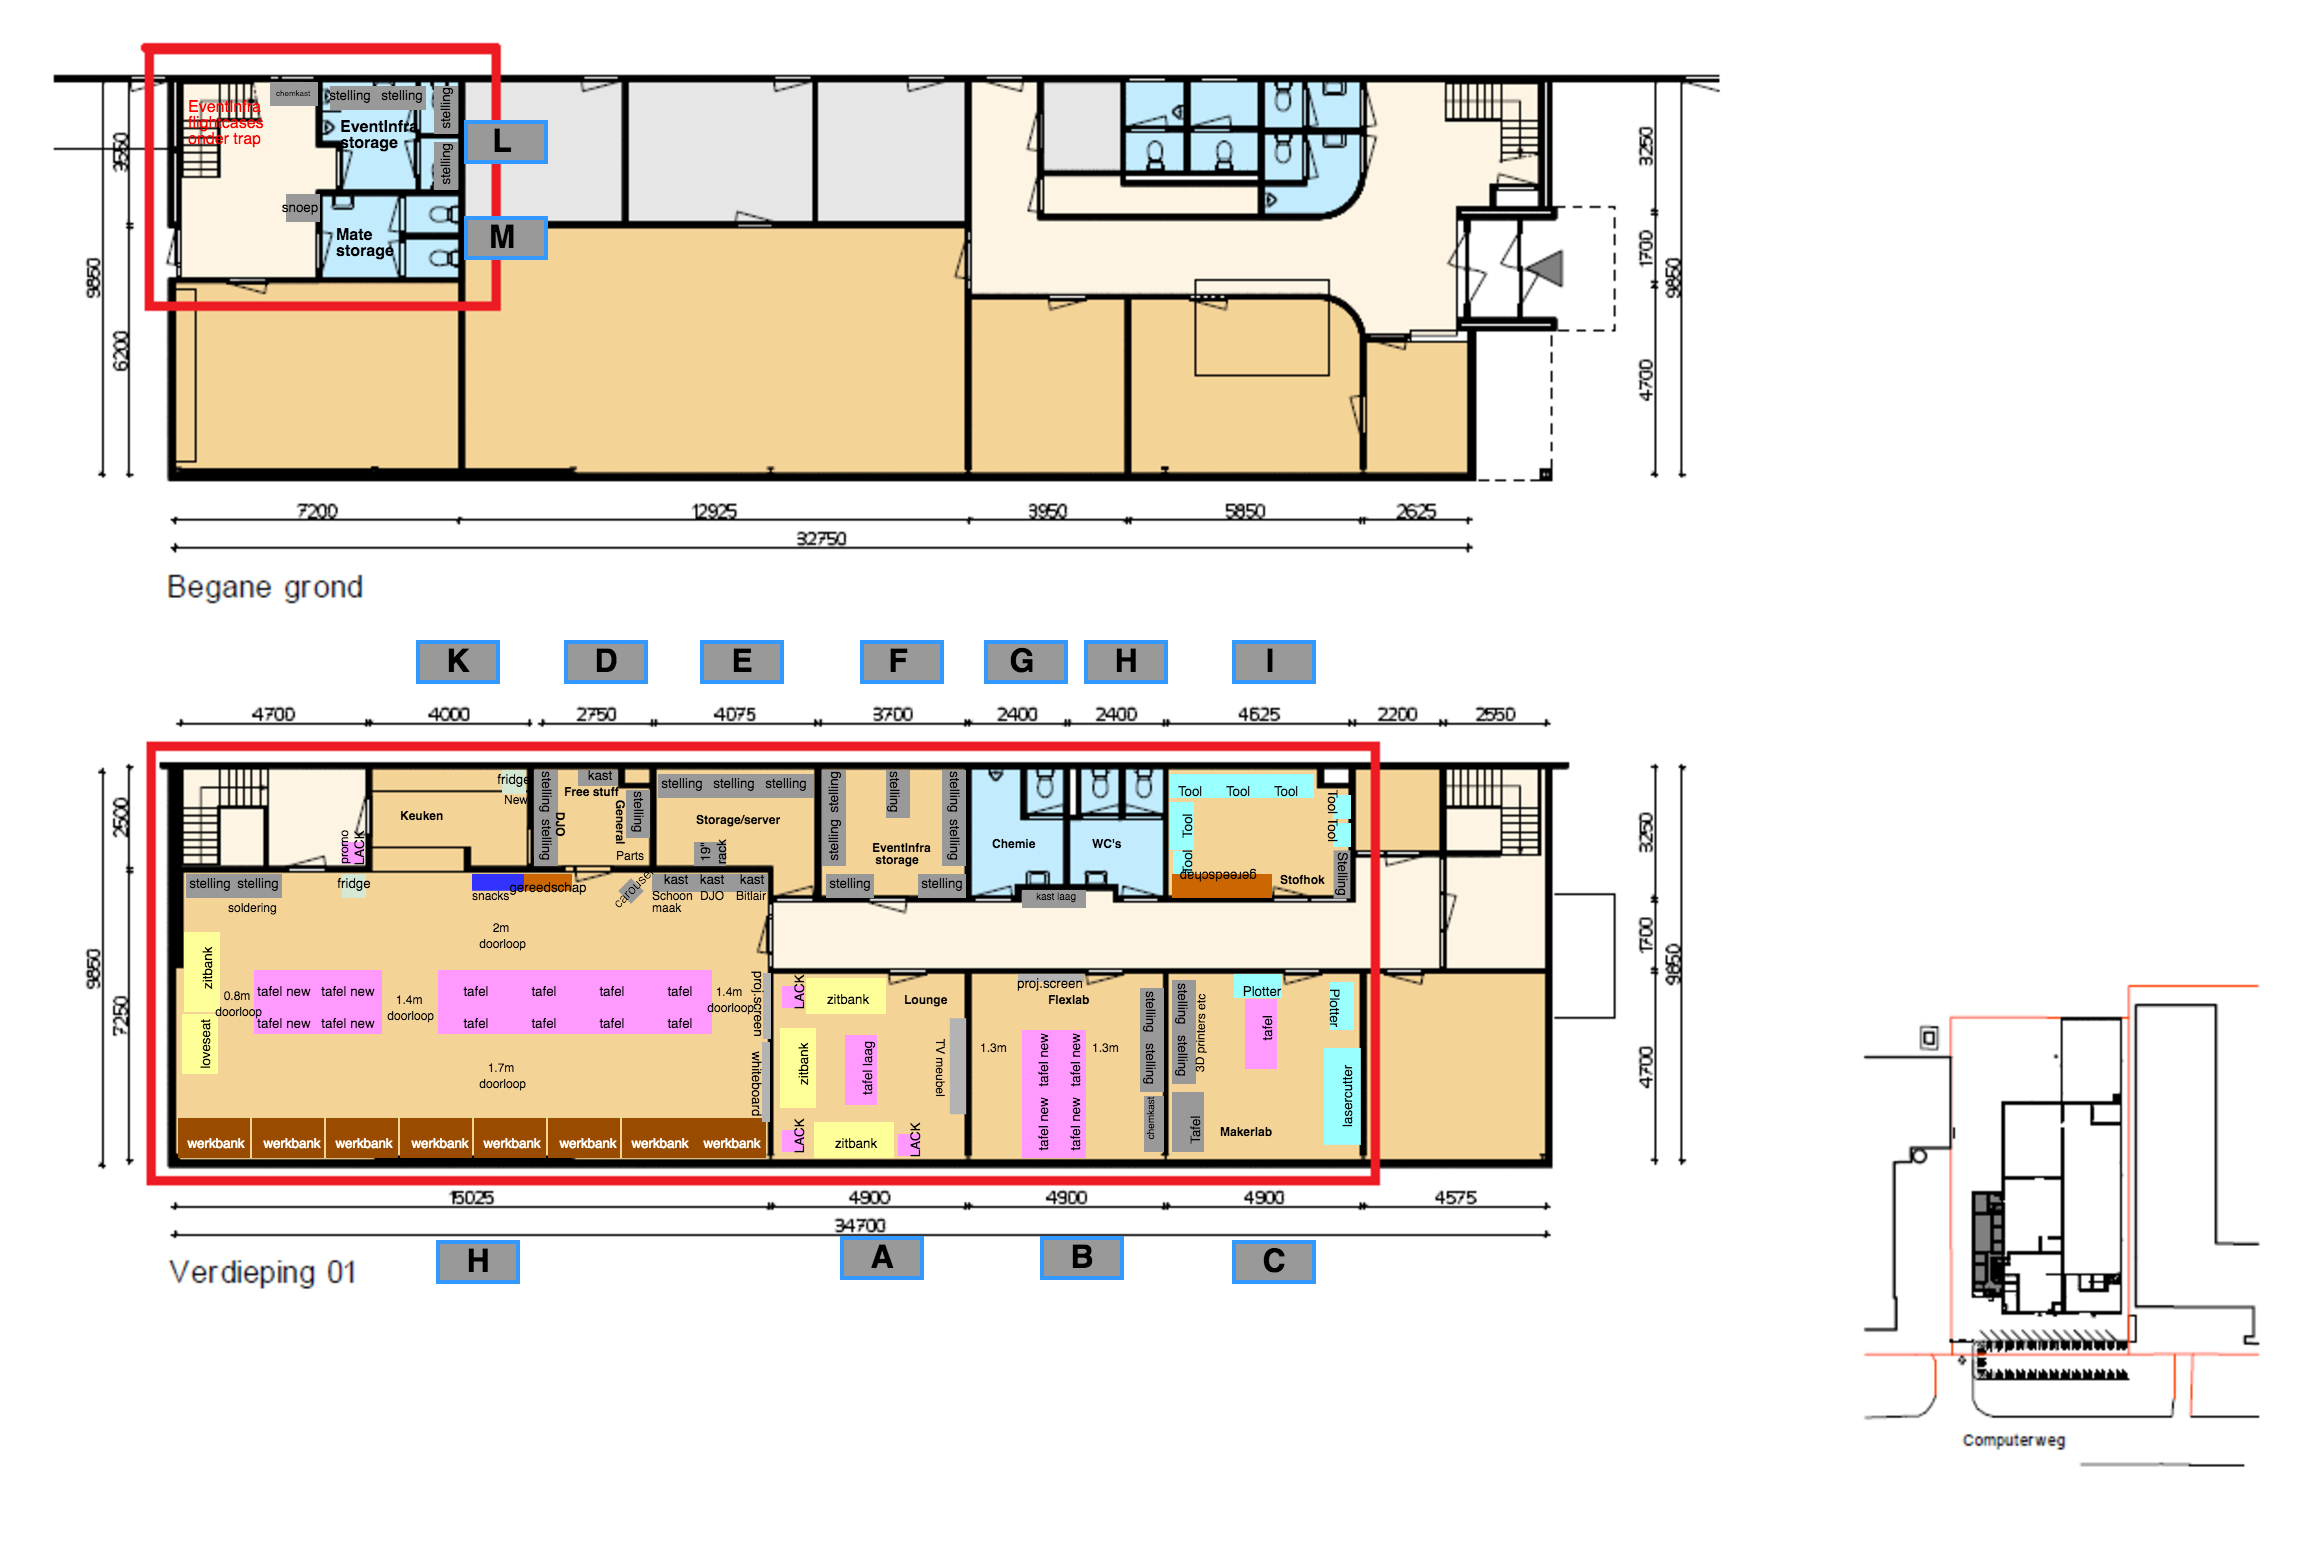 EventInfra
flightcases
onder trap
chemkast
stelling stelling
stelling
EventInfra
storage
stelling
snoep
Mate
storage
L
M
3550
9850
6200
3250
1700
9850
4700
7200
12925
3950
5850
2625
32750
Begane grond
K
D
E
F
G
H
I
4700
4000
2750
4075
3700
2400
2400
4625
2200
2550
2500
9850
7250
3250
1700
9850
4700
promo
LACK
Keuken
fridge
New
stelling stelling
DJO
kast
Free stuff
General
stelling
Parts
stelling stelling stelling
Storage/server
19"
rack
stelling stelling
stelling
stelling stelling
EventInfra
storage
stelling
stelling
Chemie
WC's
kast laag
Tool Tool Tool
Tool
Tool
Tool Tool
gereedschap
Stofhok
Stelling
stelling stelling
soldering
fridge
snacks
gereedschap
carousel
kast kast kast
Schoon
maak
DJO
Bitlair
2m
doorloop
zitbank
loveseat
0.8m
doorloop
tafel new tafel new
tafel new tafel new
1.4m
doorloop
tafel tafel tafel tafel
tafel tafel tafel tafel
1.4m
doorloop
proj.screen
whiteboard
1.7m
doorloop
werkbank werkbank werkbank werkbank werkbank werkbank werkbank werkbank
LACK
zitbank
Lounge
zitbank
tafel laag
TV meubel
LACK
zitbank
LACK
proj.screen
Flexlab
1.3m
tafel new tafel new
tafel new tafel new
1.3m
stelling stelling
chemkast
stelling stelling
3D printers etc
Tafel
Plotter
tafel
Plotter
lasercutter
Makerlab
15025
4900
4900
4900
4575
34700
Verdieping 01
H
A
B
C
Computerweg